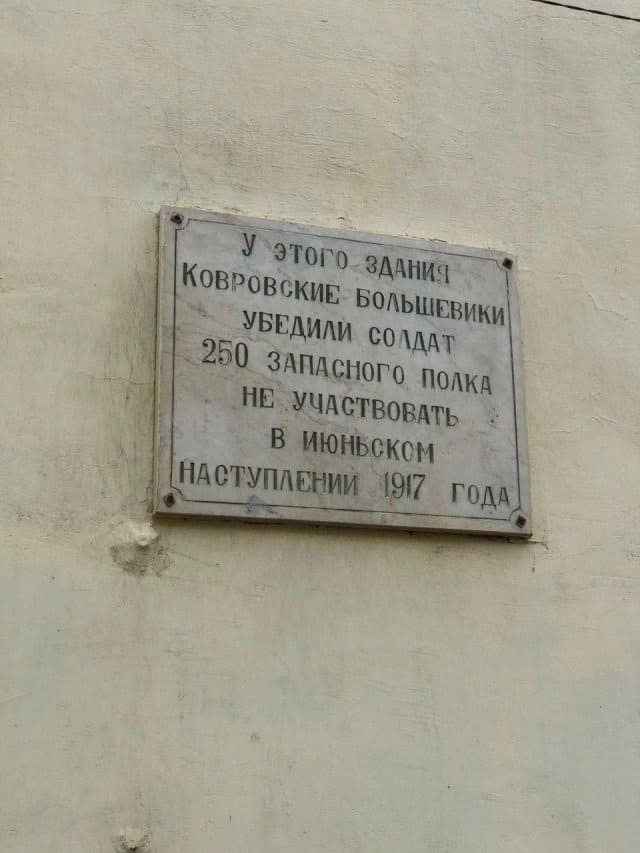 У ЭТОГО ЗДАНИЯ
КОВРОВСКИЕ БОЛЬШЕВИКИ
УБЕДИЛИ СОЛДАТ
250 ЗАПАСНОГО ПОЛКА
НЕ УЧАСТВОВАТЬ
В ИЮНЬСКОМ
НАСТУПЛЕНИИ 1917 ГОДА